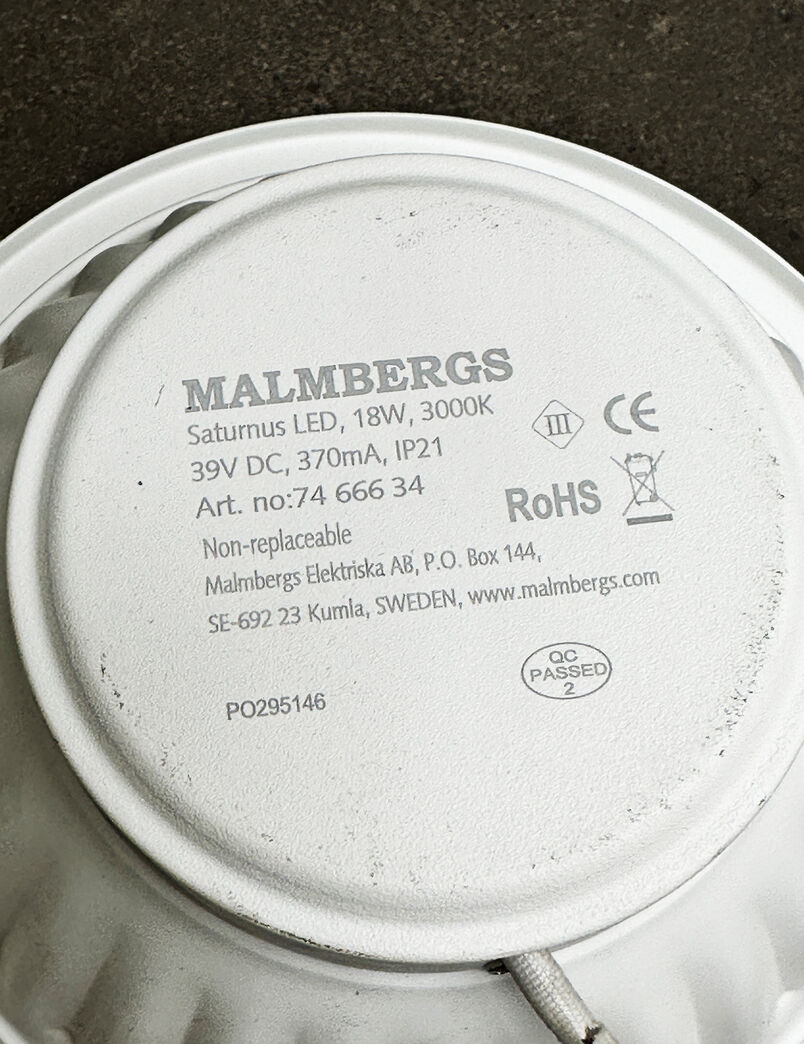 MALMBERGS
Saturnus LED, 18W, 3000K
39V DC, 370mA, IP21
Art. no:74 666 34
III
CE
RoHS
Non-replaceable
Malmbergs Elektriska AB, P.O. Box 144,
SE-692 23 Kumla, SWEDEN, www.malmbergs.com
PO295146
QC
PASSED
2